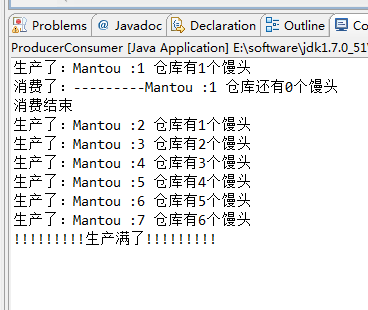 Problems @ Javadoc Declaration Outline Co
ProducerConsumer [Java Application] E:\software\jdk1.7.0_51
生产了：Mantou :1 仓库有1个馒头
消费了：---------Mantou :1 仓库还有0个馒头
消费结束
生产了：Mantou :2 仓库有1个馒头
生产了：Mantou :3 仓库有2个馒头
生产了：Mantou :4 仓库有3个馒头
生产了：Mantou :5 仓库有4个馒头
生产了：Mantou :6 仓库有5个馒头
生产了：Mantou :7 仓库有6个馒头
!!!!!!!!!生产满了!!!!!!!!!